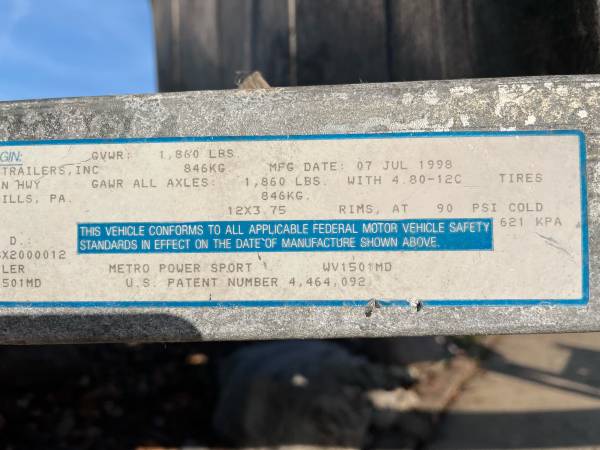 GIN: GVWR: 1,860 LBS
TRAILERS,INC 846KG MFG DATE: 07 JUL 1998
N HWY GAWR ALL AXLES: 1,860 LBS. WITH 4.80-12C TIRES
ILLS, PA. 846KG.
12X3.75 RIMS, AT 90 PSI COLD
621 KPA
THIS VEHICLE CONFORMS TO ALL APPLICABLE FEDERAL MOTOR VEHICLE SAFETY
STANDARDS IN EFFECT ON THE DATE OF MANUFACTURE SHOWN ABOVE.
D.:
X2000012
LER METRO POWER SPORT WV1501MD
501MD U.S. PATENT NUMBER 4,464,092